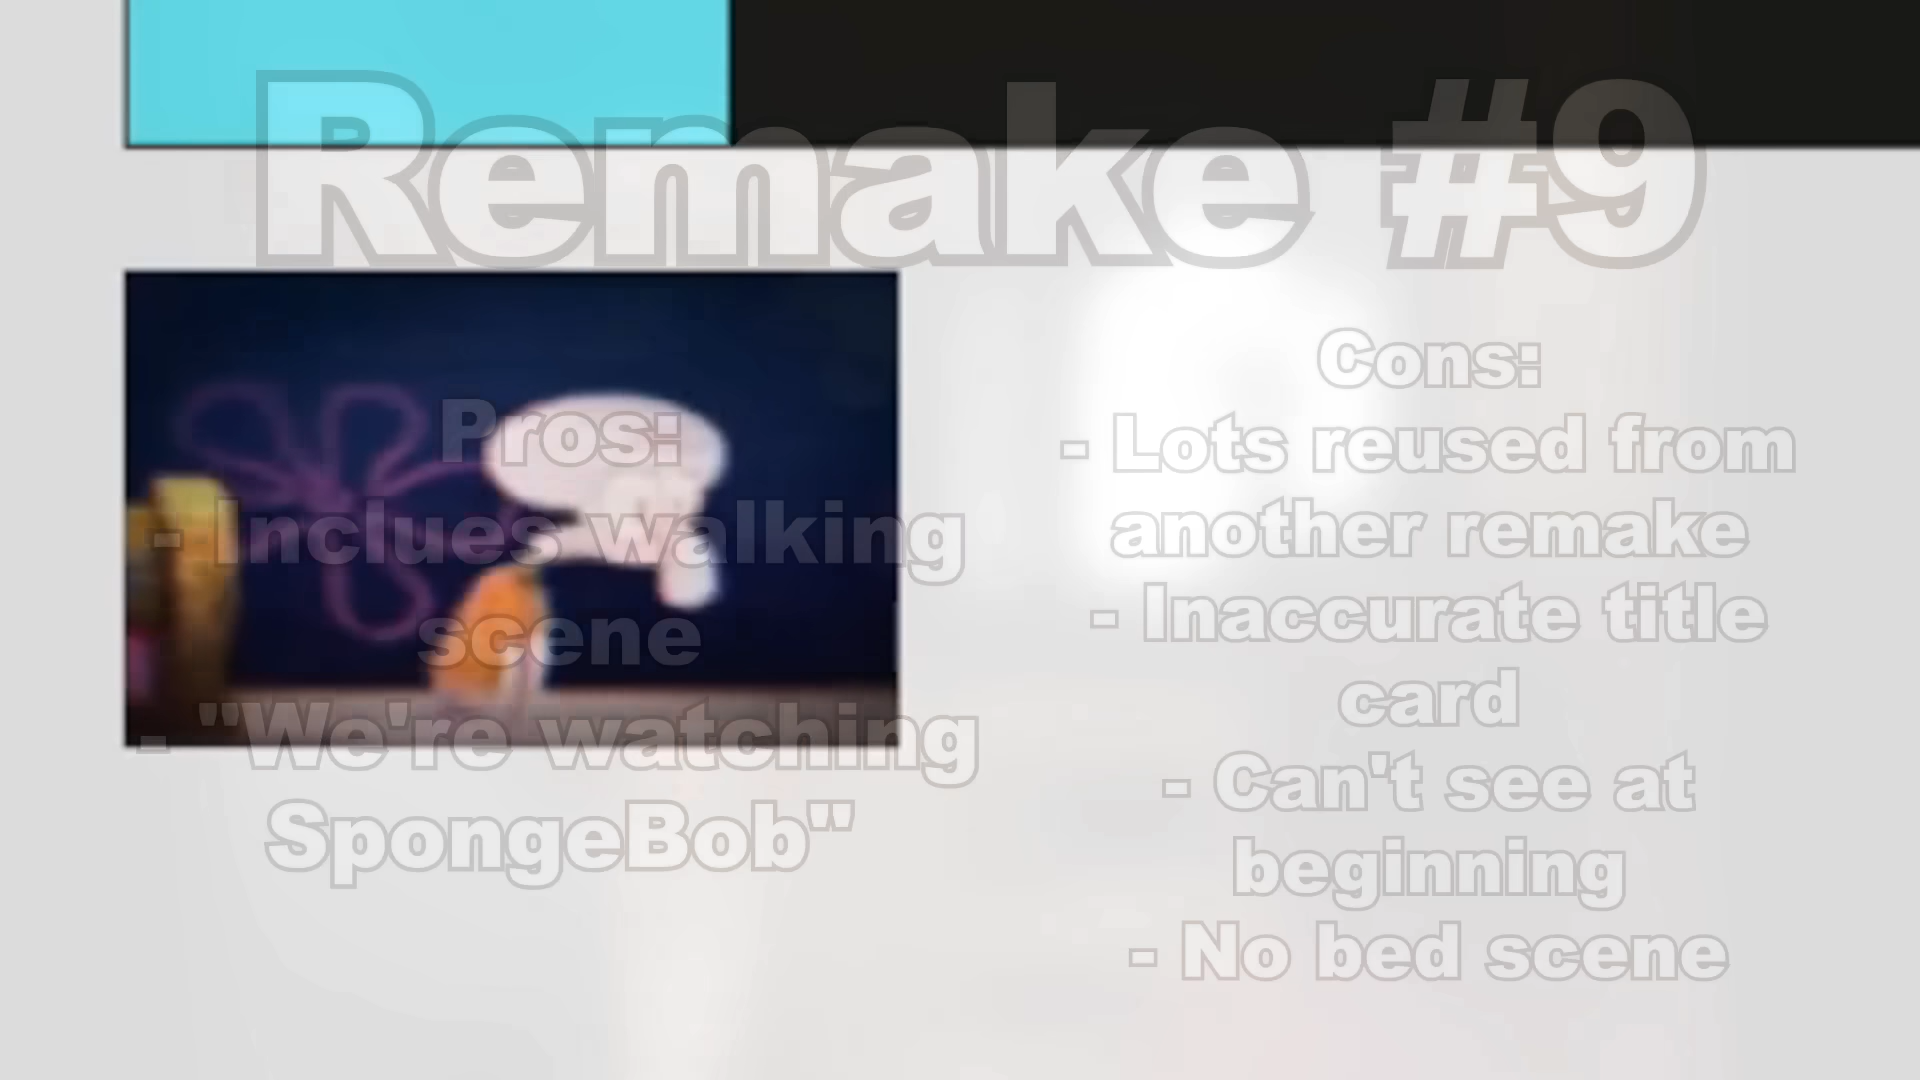 Remake #9
Pros:
- Inclues walking
scene
- "We're watching
SpongeBob"
Cons:
- Lots reused from
another remake
- Inaccurate title
card
- Can't see at
beginning
- No bed scene